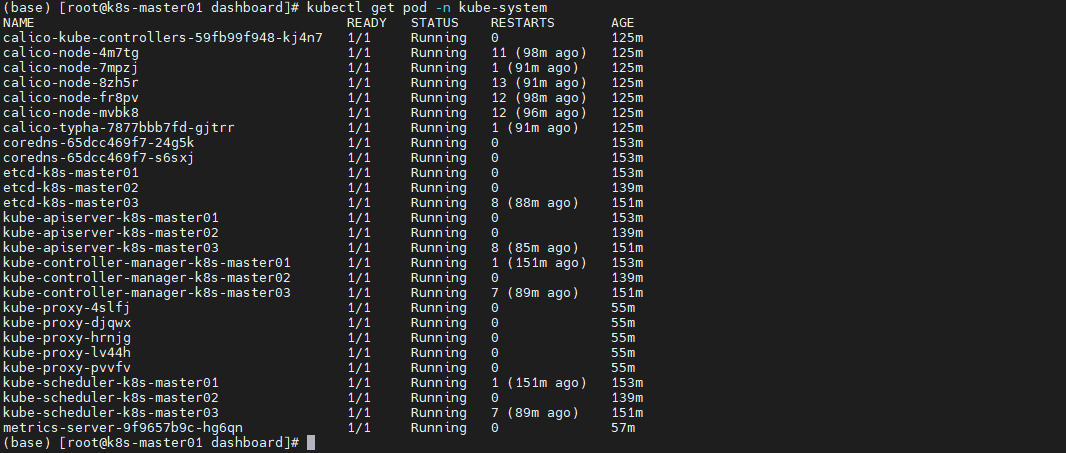 (base) [root@k8s-master01 dashboard]# kubectl get pod -n kube-system
NAME READY STATUS RESTARTS AGE
calico-kube-controllers-59fb99f948-kj4n7 1/1 Running 0 125m
calico-node-4m7tg 1/1 Running 11 (98m ago) 125m
calico-node-7mpzj 1/1 Running 1 (91m ago) 125m
calico-node-8zh5r 1/1 Running 13 (91m ago) 125m
calico-node-fr8pv 1/1 Running 12 (98m ago) 125m
calico-node-mvbk8 1/1 Running 12 (96m ago) 125m
calico-typha-7877bbb7fd-gjtrr 1/1 Running 1 (91m ago) 125m
coredns-65dcc469f7-24g5k 1/1 Running 0 153m
coredns-65dcc469f7-s6sxj 1/1 Running 0 153m
etcd-k8s-master01 1/1 Running 0 153m
etcd-k8s-master02 1/1 Running 0 139m
etcd-k8s-master03 1/1 Running 8 (88m ago) 151m
kube-apiserver-k8s-master01 1/1 Running 0 153m
kube-apiserver-k8s-master02 1/1 Running 0 139m
kube-apiserver-k8s-master03 1/1 Running 8 (85m ago) 151m
kube-controller-manager-k8s-master01 1/1 Running 1 (151m ago) 153m
kube-controller-manager-k8s-master02 1/1 Running 0 139m
kube-controller-manager-k8s-master03 1/1 Running 7 (89m ago) 151m
kube-proxy-4slfj 1/1 Running 0 55m
kube-proxy-djqwx 1/1 Running 0 55m
kube-proxy-hrnjg 1/1 Running 0 55m
kube-proxy-lv44h 1/1 Running 0 55m
kube-proxy-pvvfv 1/1 Running 0 55m
kube-scheduler-k8s-master01 1/1 Running 1 (151m ago) 153m
kube-scheduler-k8s-master02 1/1 Running 0 139m
kube-scheduler-k8s-master03 1/1 Running 7 (89m ago) 151m
metrics-server-9f9657b9c-hg6qn 1/1 Running 0 57m
(base) [root@k8s-master01 dashboard]#